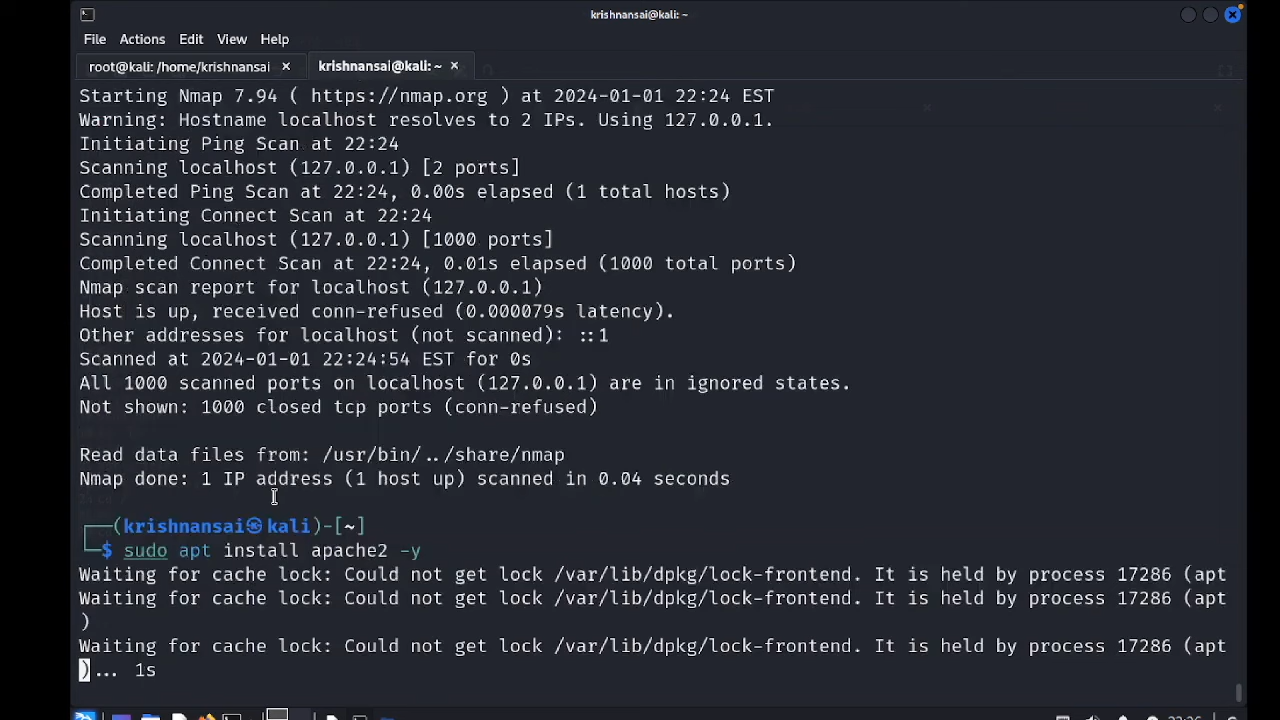 krishnansai@kali: ~
File Actions Edit View Help
root@kali: /home/krishnansai × krishnansai@kali: ~ ×
Starting Nmap 7.94 ( https://nmap.org ) at 2024-01-01 22:24 EST
Warning: Hostname localhost resolves to 2 IPs. Using 127.0.0.1.
Initiating Ping Scan at 22:24
Scanning localhost (127.0.0.1) [2 ports]
Completed Ping Scan at 22:24, 0.00s elapsed (1 total hosts)
Initiating Connect Scan at 22:24
Scanning localhost (127.0.0.1) [1000 ports]
Completed Connect Scan at 22:24, 0.01s elapsed (1000 total ports)
Nmap scan report for localhost (127.0.0.1)
Host is up, received conn-refused (0.000079s latency).
Other addresses for localhost (not scanned): ::1
Scanned at 2024-01-01 22:24:54 EST for 0s
All 1000 scanned ports on localhost (127.0.0.1) are in ignored states.
Not shown: 1000 closed tcp ports (conn-refused)
Read data files from: /usr/bin/../share/nmap
Nmap done: 1 IP address (1 host up) scanned in 0.04 seconds
┌──(krishnansai㉿kali)-[~]
└─$ sudo apt install apache2 -y
Waiting for cache lock: Could not get lock /var/lib/dpkg/lock-frontend. It is held by process 17286 (apt
Waiting for cache lock: Could not get lock /var/lib/dpkg/lock-frontend. It is held by process 17286 (apt
)
Waiting for cache lock: Could not get lock /var/lib/dpkg/lock-frontend. It is held by process 17286 (apt
)... 1s